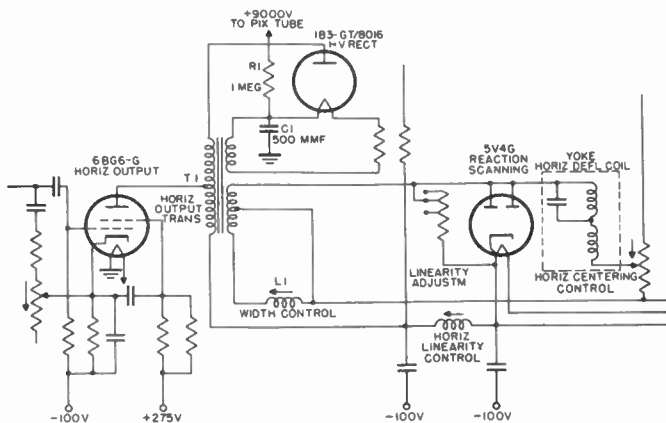 +9000V
TO PIX TUBE
1B3-GT/8016
H-V RECT
R1
1 MEG
C1
500 MMF
6BG6-G
HORIZ OUTPUT
T1
HORIZ
OUTPUT
TRANS
5V4G
REACTION
SCANNING
YOKE
HORIZ DEFL COIL
LINEARITY
ADJUSTM
HORIZ CENTERING
CONTROL
L1
WIDTH CONTROL
HORIZ
LINEARITY
CONTROL
-100V
+275V
-100V
-100V